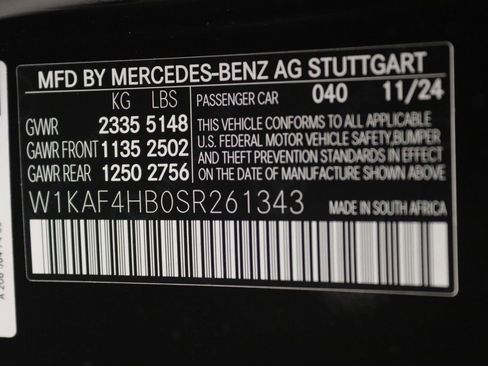 MFD BY MERCEDES-BENZ AG STUTTGART
KG LBS
PASSENGER CAR 040 11/24
GVWR 2335 5148
GAWR FRONT 1135 2502
GAWR REAR 1250 2756
THIS VEHICLE CONFORMS TO ALL APPLICABLE
U.S. FEDERAL MOTOR VEHICLE SAFETY, BUMPER
AND THEFT PREVENTION STANDARDS IN EFFECT
ON THE DATE OF MANUFACTURE SHOWN ABOVE.
W1KAF4HB0SR261343
MADE IN SOUTH AFRICA